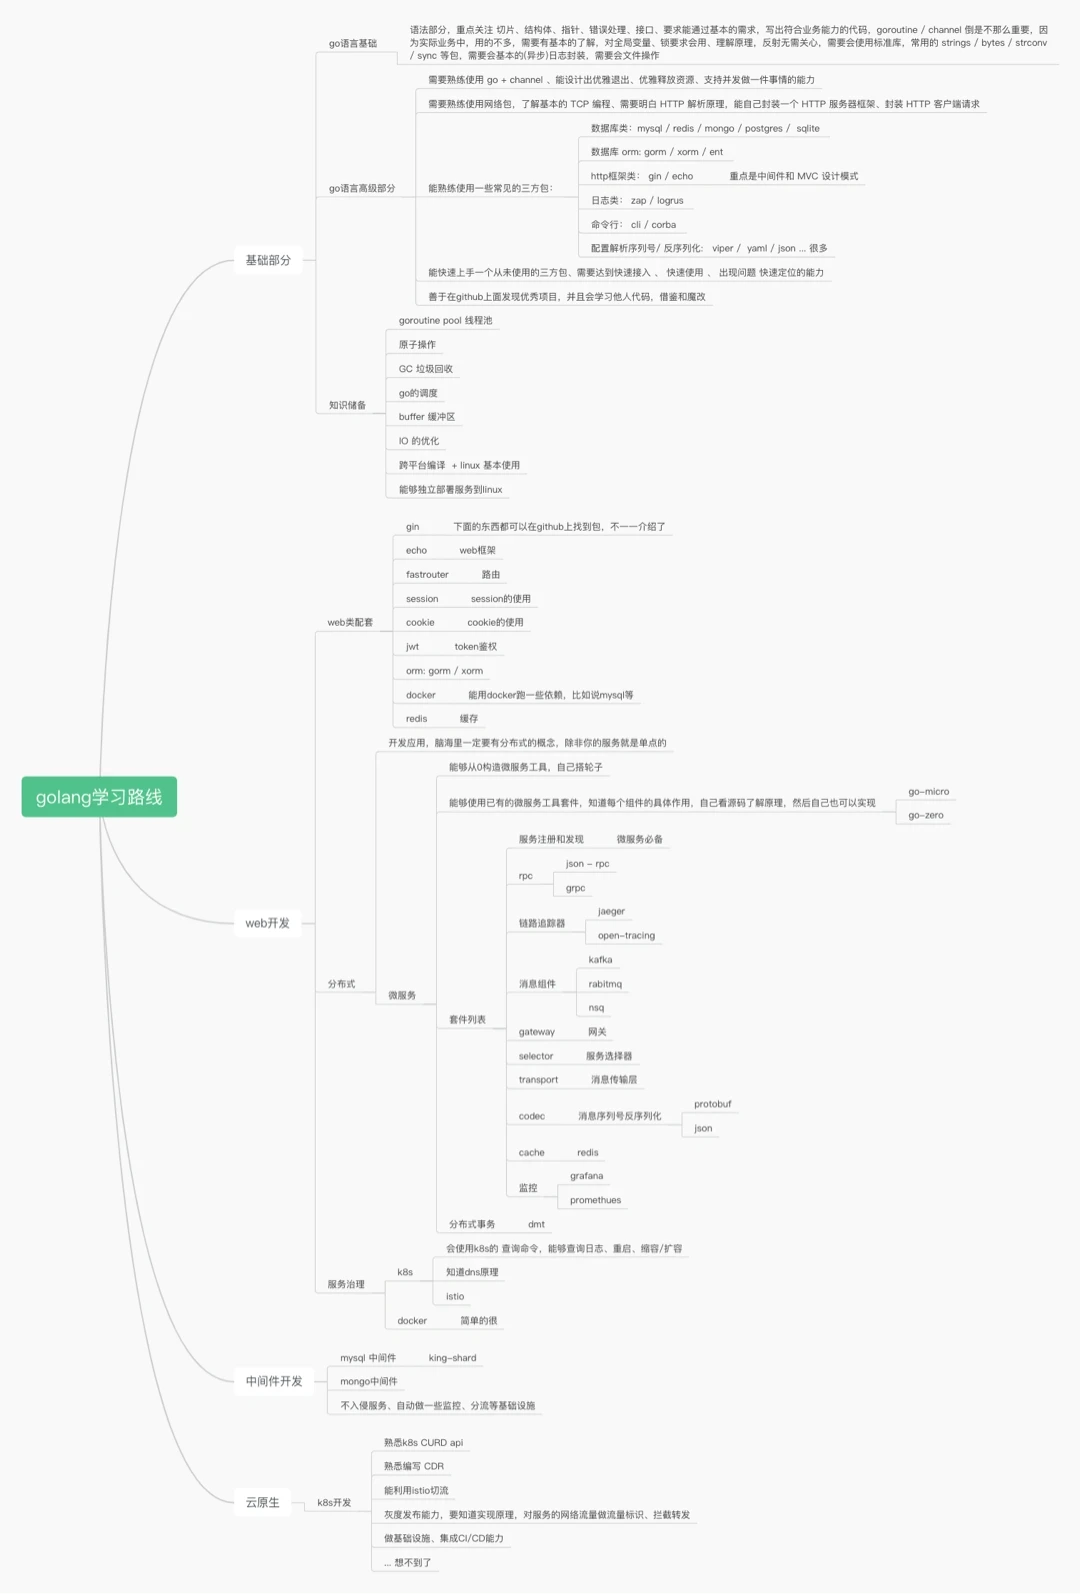 golang学习路线
基础部分
go语言基础
语法部分，重点关注 切片、结构体、指针、错误处理、接口、要求能通过基本的需求，写出符合业务能力的代码，goroutine / channel 倒是不那么重要，因
为实际业务中，用的不多，需要有基本的了解，对全局变量、锁要求会用、理解原理，反射无需关心，需要会使用标准库，常用的 strings / bytes / strconv
/ sync 等包，需要会基本的(异步)日志封装，需要会文件操作
go语言高级部分
需要熟练使用 go + channel 、能设计出优雅退出、优雅释放资源、支持并发做一件事情的能力
需要熟练使用网络包，了解基本的 TCP 编程、需要明白 HTTP 解析原理，能自己封装一个 HTTP 服务器框架、封装 HTTP 客户端请求
能熟练使用一些常见的三方包：
数据库类：mysql / redis / mongo / postgres / sqlite
数据库 orm: gorm / xorm / ent
http框架类： gin / echo 重点是中间件和 MVC 设计模式
日志类： zap / logrus
命令行： cli / corba
配置解析序列号/ 反序列化: viper / yaml / json ... 很多
能快速上手一个从未使用的三方包、需要达到快速接入 、 快速使用 、 出现问题 快速定位的能力
善于在github上面发现优秀项目，并且会学习他人代码，借鉴和魔改
知识储备
goroutine pool 线程池
原子操作
GC 垃圾回收
go的调度
buffer 缓冲区
IO 的优化
跨平台编译 + linux 基本使用
能够独立部署服务到linux
web开发
web类配套
gin 下面的东西都可以在github上找到包，不一一介绍了
echo web框架
fastrouter 路由
session session的使用
cookie cookie的使用
jwt token鉴权
orm: gorm / xorm
docker 能用docker跑一些依赖，比如说mysql等
redis 缓存
分布式
开发应用，脑海里一定要有分布式的概念，除非你的服务就是单点的
微服务
能够从0构造微服务工具，自己搭轮子
能够使用已有的微服务工具套件，知道每个组件的具体作用，自己看源码了解原理，然后自己也可以实现
go-micro
go-zero
套件列表
服务注册和发现 微服务必备
rpc
json - rpc
grpc
链路追踪器
jaeger
open-tracing
消息组件
kafka
rabitmq
nsq
gateway 网关
selector 服务选择器
transport 消息传输层
codec 消息序列号反序列化
protobuf
json
cache redis
监控
grafana
promethues
分布式事务 dmt
服务治理
k8s
会使用k8s的 查询命令，能够查询日志、重启、缩容/扩容
知道dns原理
istio
docker 简单的很
中间件开发
mysql 中间件 king-shard
mongo中间件
不入侵服务、自动做一些监控、分流等基础设施
云原生
k8s开发
熟悉k8s CURD api
熟悉编写 CDR
能利用istio切流
灰度发布能力，要知道实现原理，对服务的网络流量做流量标识、拦截转发
做基础设施、集成CI/CD能力
... 想不到了